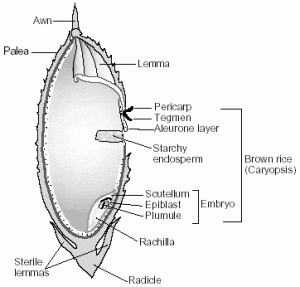 Awn
Palea
Lemma
Pericarp
Tegmen
Aleurone layer
Starchy
endosperm
Brown rice
(Caryopsis)
Scutellum
Epiblast
Plumule
Embryo
Rachilla
Sterile
lemmas
Radicle